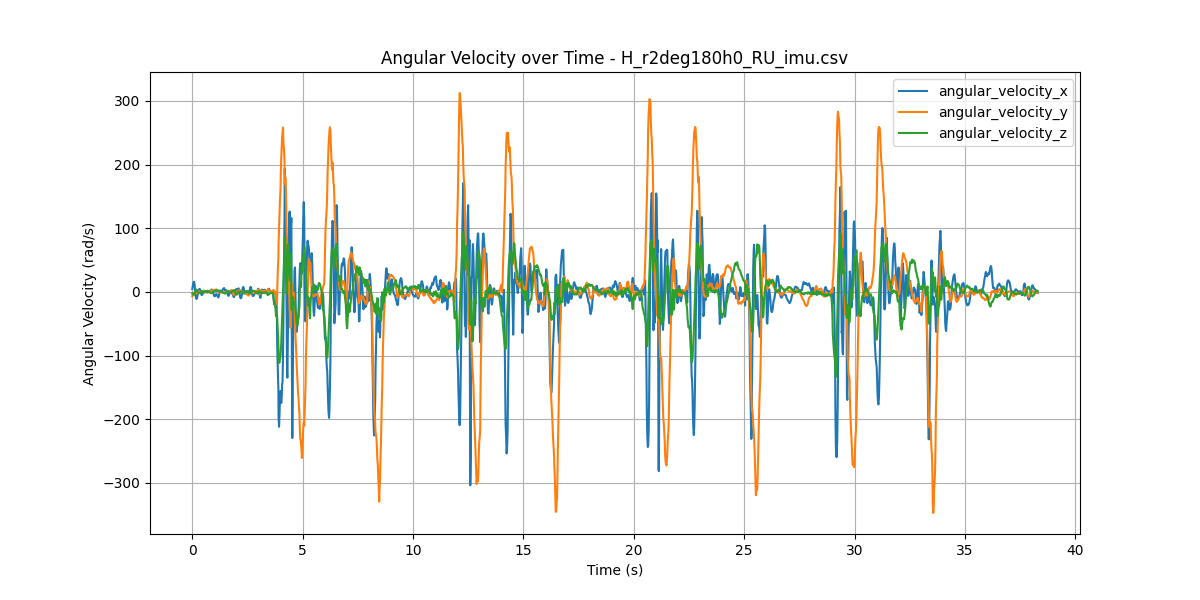 Angular Velocity over Time - H_r2deg180h0_RU_imu.csv
angular_velocity_x
angular_velocity_y
angular_velocity_z
Angular Velocity (rad/s)
300
200
100
0
−100
−200
−300
0 5 10 15 20 25 30 35 40
Time (s)